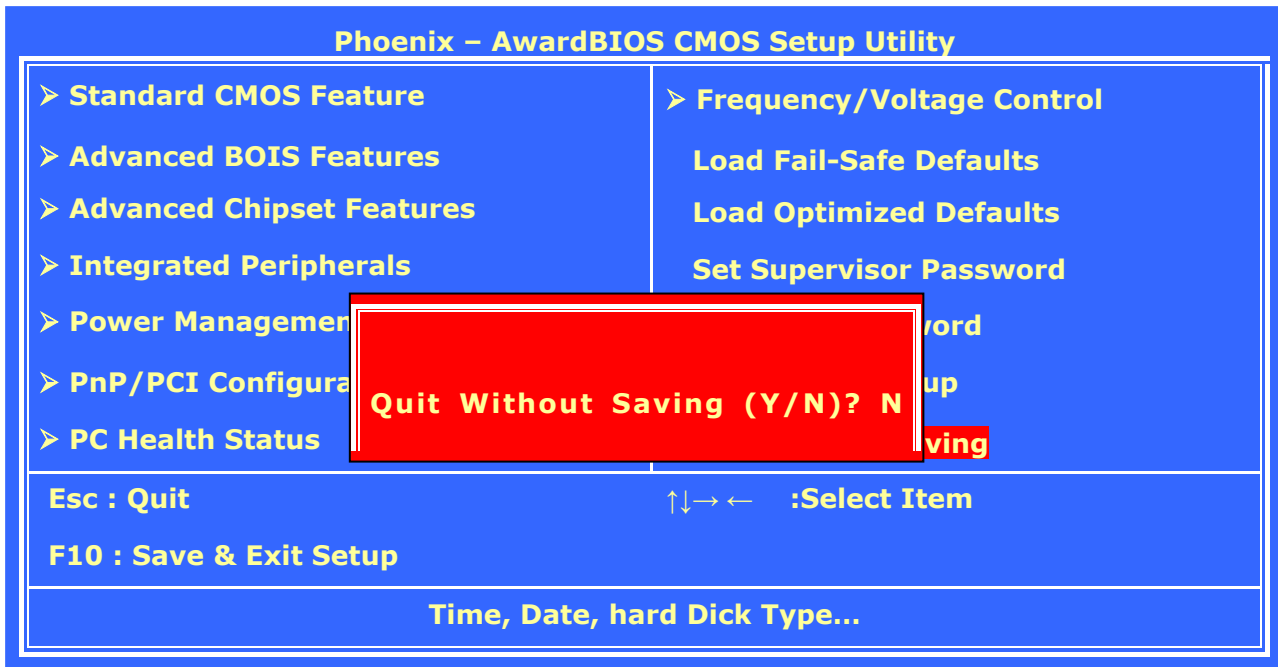 Phoenix – AwardBIOS CMOS Setup Utility
➢ Standard CMOS Feature
➢ Advanced BOIS Features
➢ Advanced Chipset Features
➢ Integrated Peripherals
➢ Power Managemen
➢ PnP/PCI Configura
➢ PC Health Status
➢ Frequency/Voltage Control
Load Fail-Safe Defaults
Load Optimized Defaults
Set Supervisor Password
word
up
ving
Quit Without Saving (Y/N)? N
Esc : Quit
↑↓→← :Select Item
F10 : Save & Exit Setup
Time, Date, hard Dick Type...